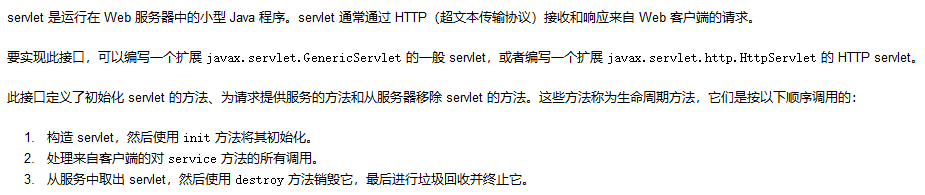 servlet 是运行在 Web 服务器中的小型 Java 程序。servlet 通常通过 HTTP（超文本传输协议）接收和响应来自 Web 客户端的请求。
要实现此接口，可以编写一个扩展 javax.servlet.GenericServlet 的一般 servlet，或者编写一个扩展 javax.servlet.http.HttpServlet 的 HTTP servlet。
此接口定义了初始化 servlet 的方法、为请求提供服务的方法和从服务器移除 servlet 的方法。这些方法称为生命周期方法，它们是按以下顺序调用的：
1. 构造 servlet，然后使用 init 方法将其初始化。
2. 处理来自客户端的对 service 方法的所有调用。
3. 从服务中取出 servlet，然后使用 destroy 方法销毁它，最后进行垃圾回收并终止它。